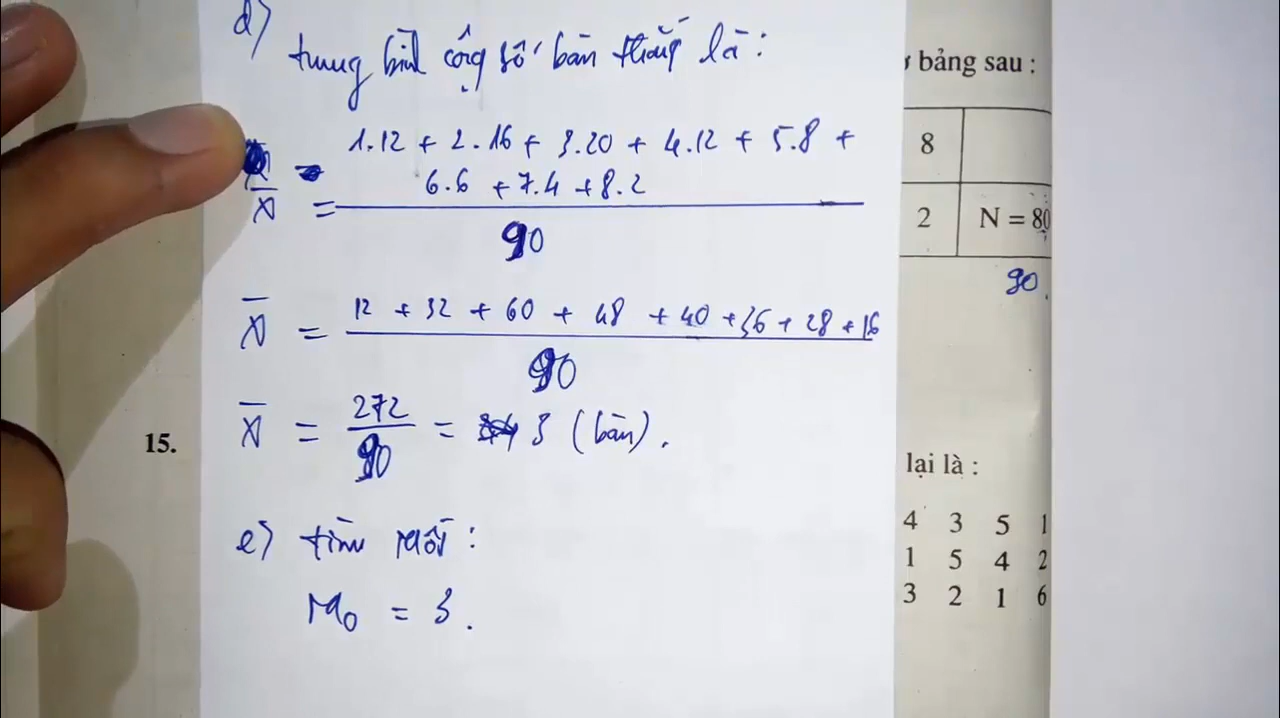 d)
trung bình cộng số bàn thắng là:
1.12 + 2.16 + 3.20 + 4.12 + 5.8 +
6.6 + 7.4 + 8.2
X̄ =
90
X̄ = 12 + 32 + 60 + 48 + 40 + 36 + 28 + 16
90
X̄ = 272/90 = 3 (bàn).
e) tìm Mốt:
M₀ = 3.
bảng sau :
8
2 N = 80
90.
15.
lại là :
4 3 5 1
1 5 4 2
3 2 1 6